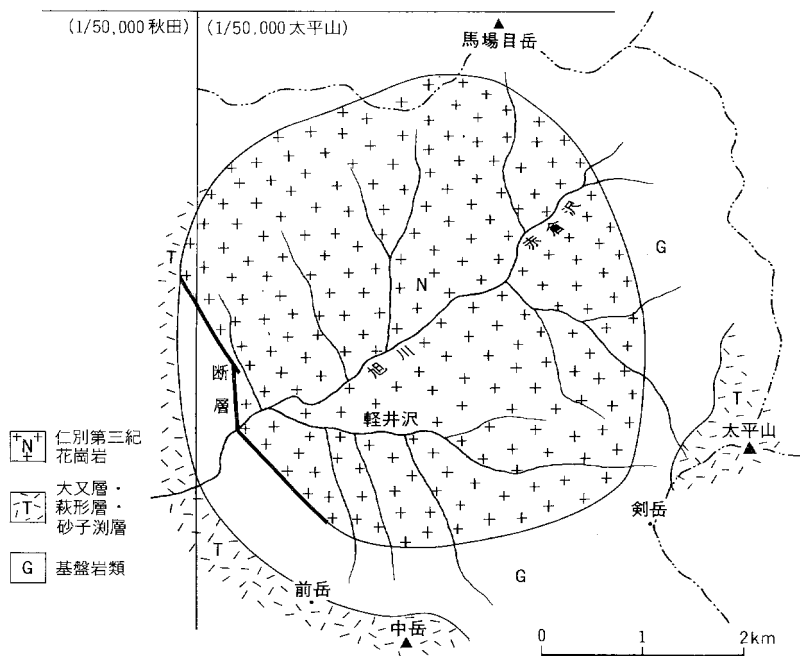 (1/50,000 秋田)
(1/50,000 太平山)
馬場目岳
赤倉沢
T
G
N
旭川
断層
軽井沢
T
太平山
N 仁別第三紀
花崗岩
T 大又層・
萩形層・
砂子渕層
G 基盤岩類
剣岳
T
G
前岳
中岳
0 1 2km